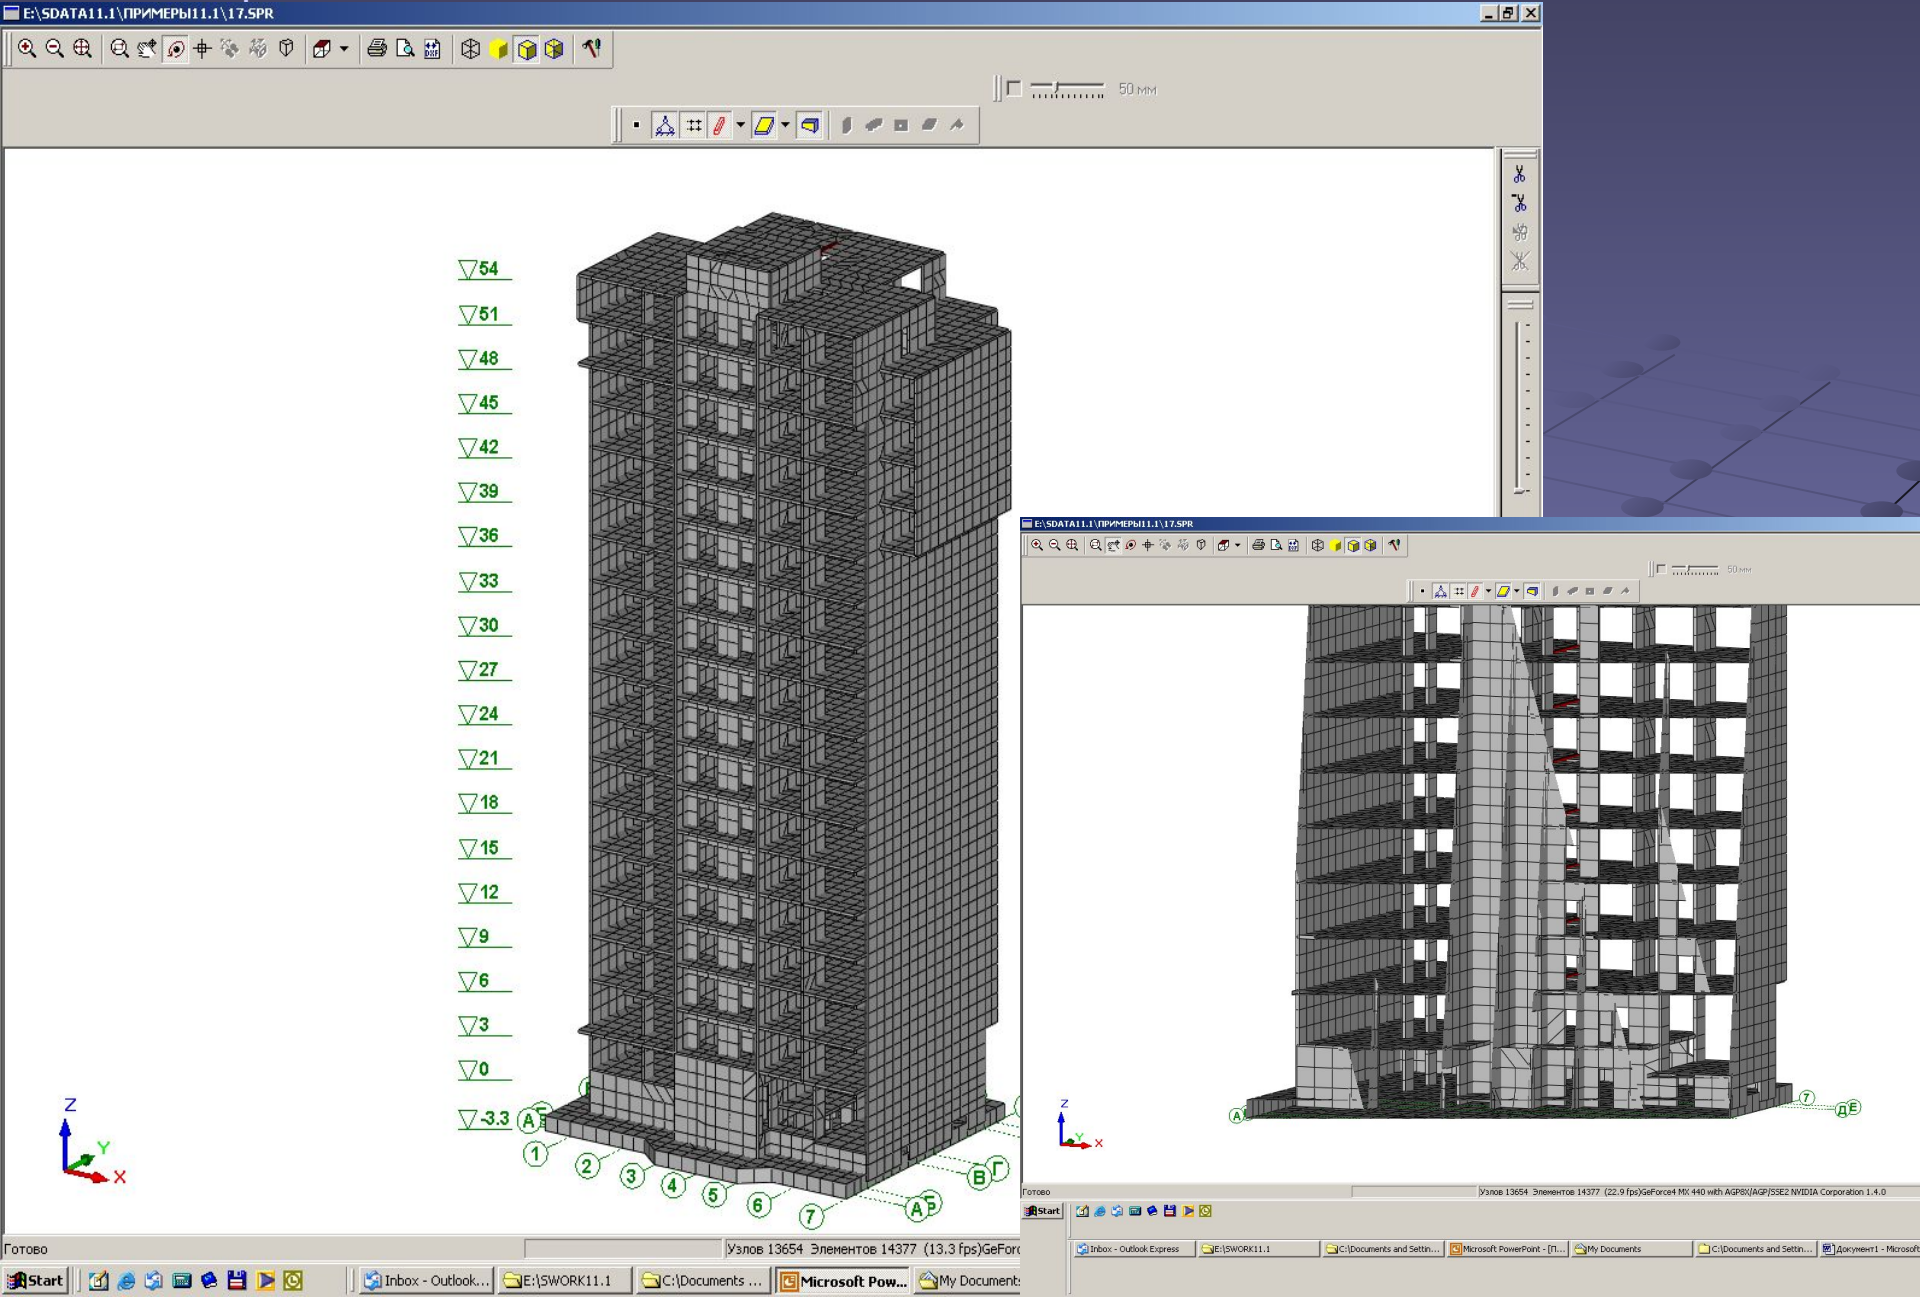 E:\SDATA11.1\ПРИМЕРЫ11.1\17.SPR
DXF
50 мм
54
51
48
45
42
39
36
33
30
27
24
21
18
15
12
9
6
3
0
-3.3
А Б
1
2
3
4
5
6
7
А Б
В Г
Z
Y
X
Готово
Узлов 13654 Элементов 14377 (13.3 fps)GeForc
Start
Inbox - Outlook...
E:\SWORK11.1
C:\Documents ...
Microsoft Pow...
My Documents
E:\SDATA11.1\ПРИМЕРЫ11.1\17.SPR
50 мм
А
7
Д Е
Z
Y
X
Готово
Узлов 13654 Элементов 14377 (22.9 fps)GeForce4 MX 440 with AGP8X/AGP/SSE2 NVIDIA Corporation 1.4.0
Start
Inbox - Outlook Express
E:\SWORK11.1
C:\Documents and Settin...
Microsoft PowerPoint - [П...
My Documents
C:\Documents and Settin...
Документ1 - Microsoft